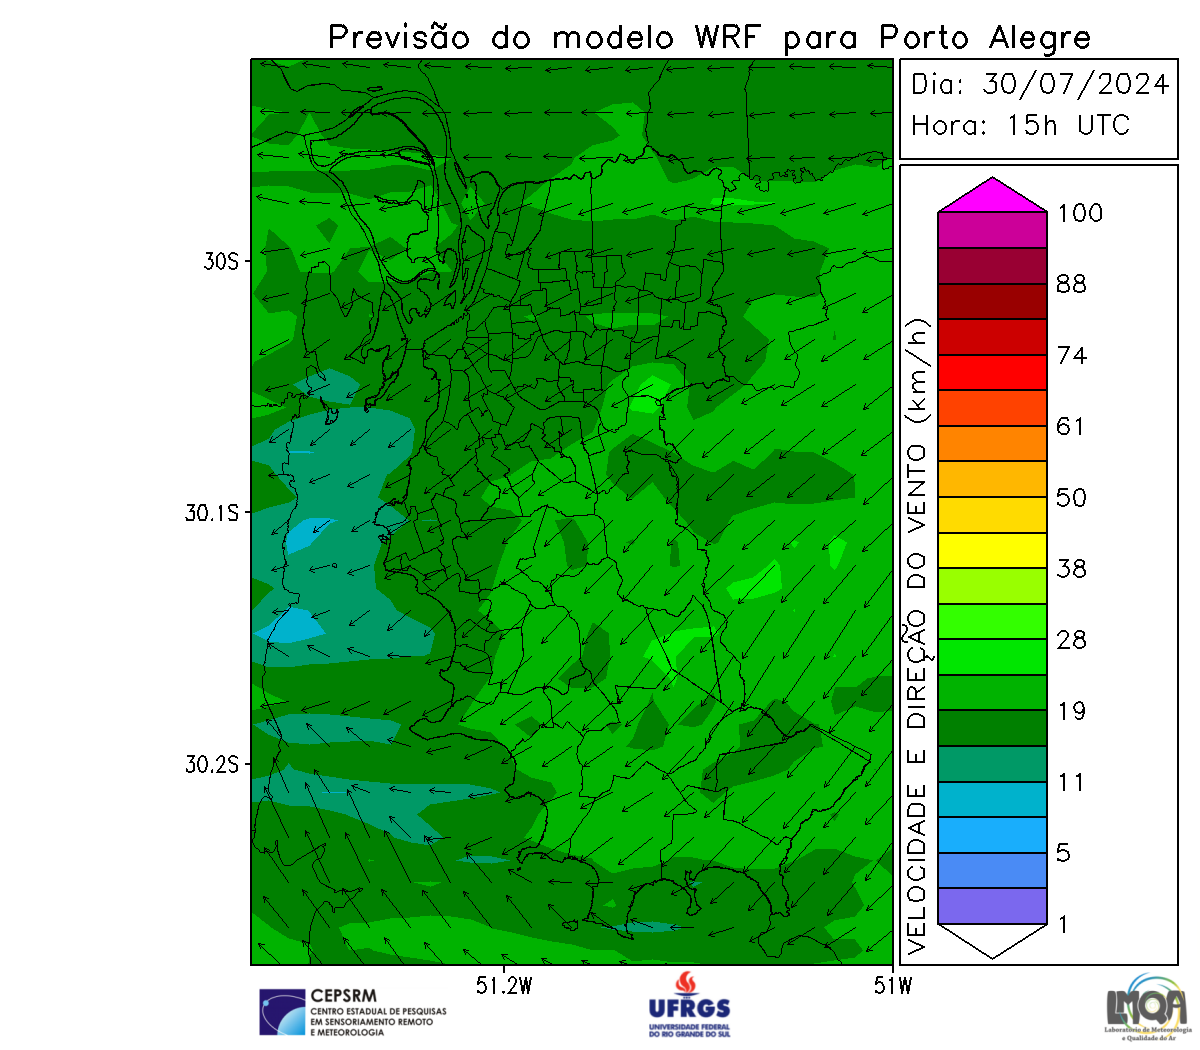 Previsão do modelo WRF para Porto Alegre
Dia: 30/07/2024
Hora: 15h UTC
VELOCIDADE E DIREÇÃO DO VENTO (km/h)
100
88
74
61
50
38
28
19
11
5
1
30S
30.1S
30.2S
51.2W
51W
CEPSRM
CENTRO ESTADUAL DE PESQUISAS
EM SENSORIAMENTO REMOTO
E METEOROLOGIA
UFRGS
UNIVERSIDADE FEDERAL
DO RIO GRANDE DO SUL
LMQA
Laboratório de Meteorologia
e Qualidade do Ar